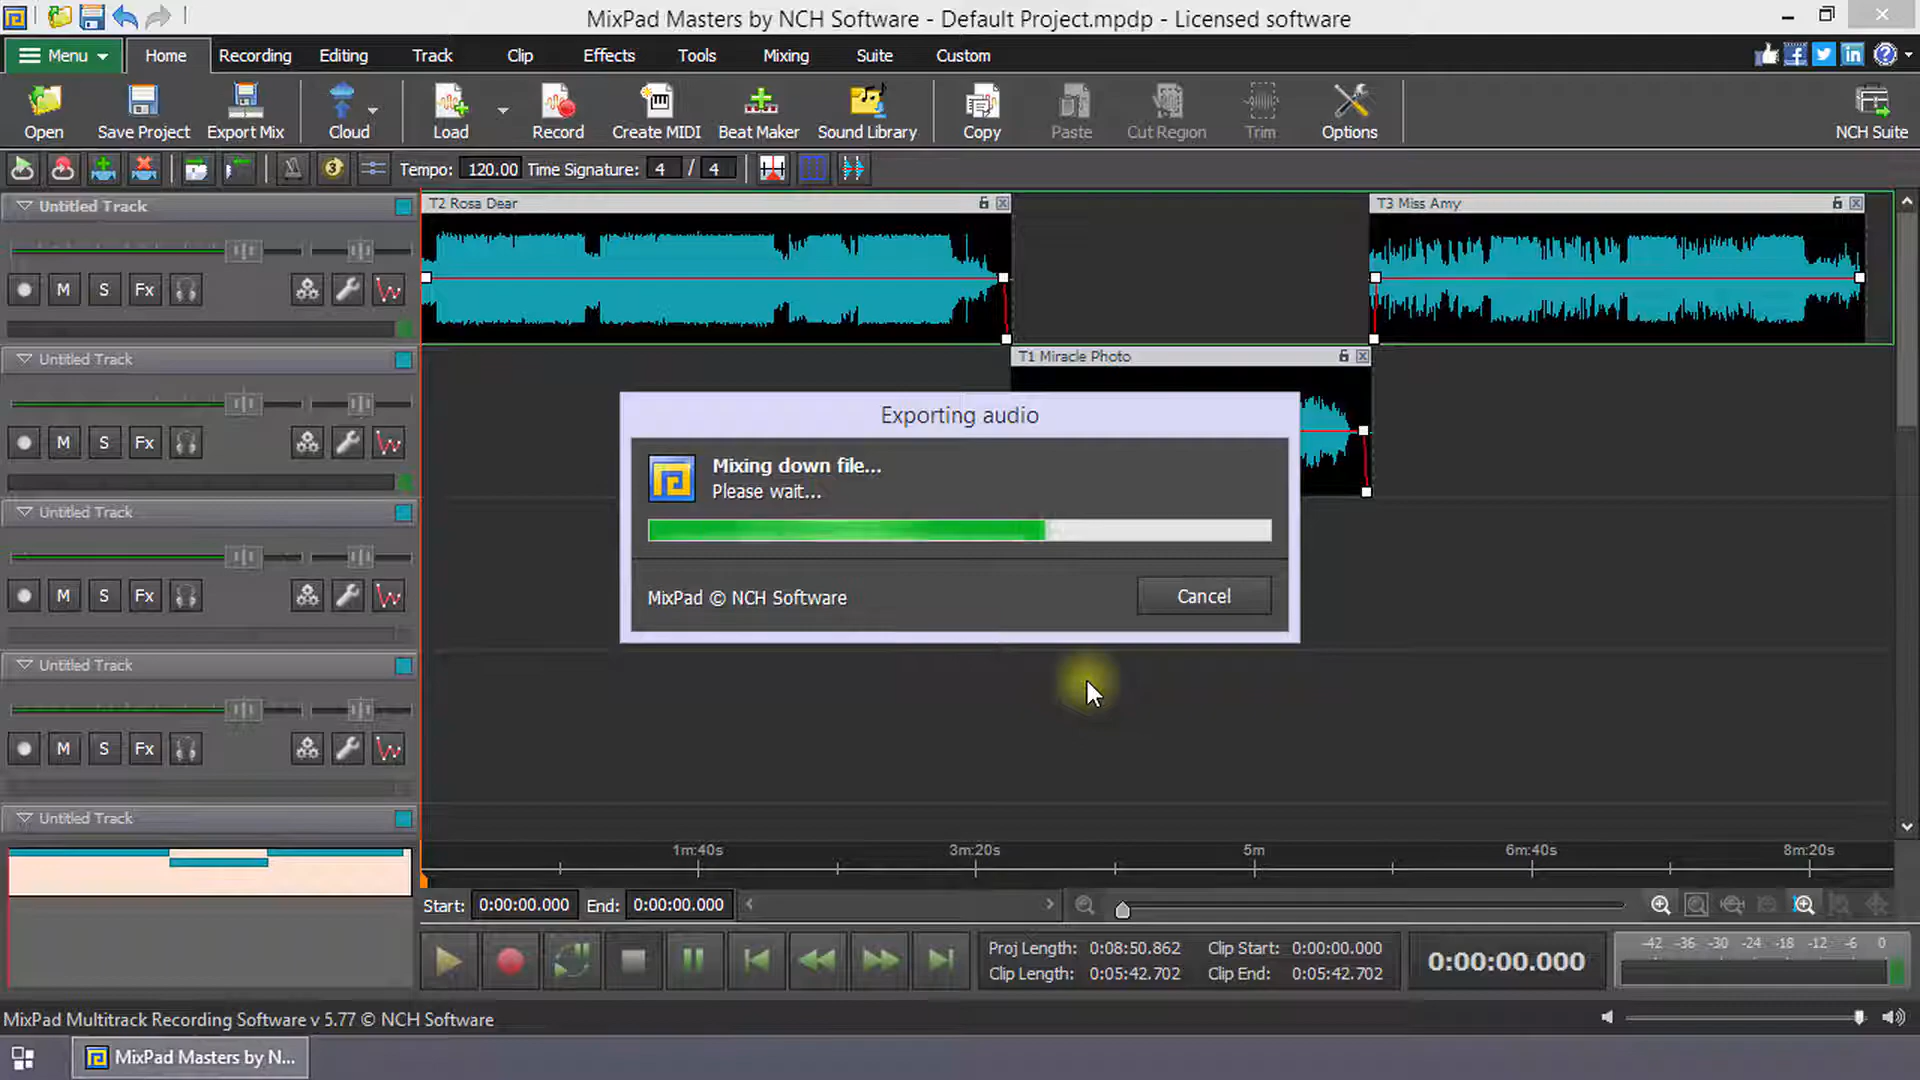 MixPad Masters by NCH Software - Default Project.mpdp - Licensed software
Menu Home Recording Editing Track Clip Effects Tools Mixing Suite Custom
Open Save Project Export Mix Cloud Load Record Create MIDI Beat Maker Sound Library Copy Paste Cut Region Trim Options NCH Suite
Tempo: 120.00 Time Signature: 4 / 4
Untitled Track
T2 Rosa Dear
T3 Miss Amy
M S Fx
Untitled Track
T1 Miracle Photo
M S Fx
Exporting audio
Mixing down file...
Please wait...
MixPad © NCH Software
Cancel
Untitled Track
M S Fx
Untitled Track
M S Fx
Untitled Track
1m:40s 3m:20s 5m 6m:40s 8m:20s
Start: 0:00:00.000 End: 0:00:00.000
Proj Length: 0:08:50.862 Clip Start: 0:00:00.000
Clip Length: 0:05:42.702 Clip End: 0:05:42.702
0:00:00.000
-42 -36 -30 -24 -18 -12 -6 0
MixPad Multitrack Recording Software v 5.77 © NCH Software
MixPad Masters by N...